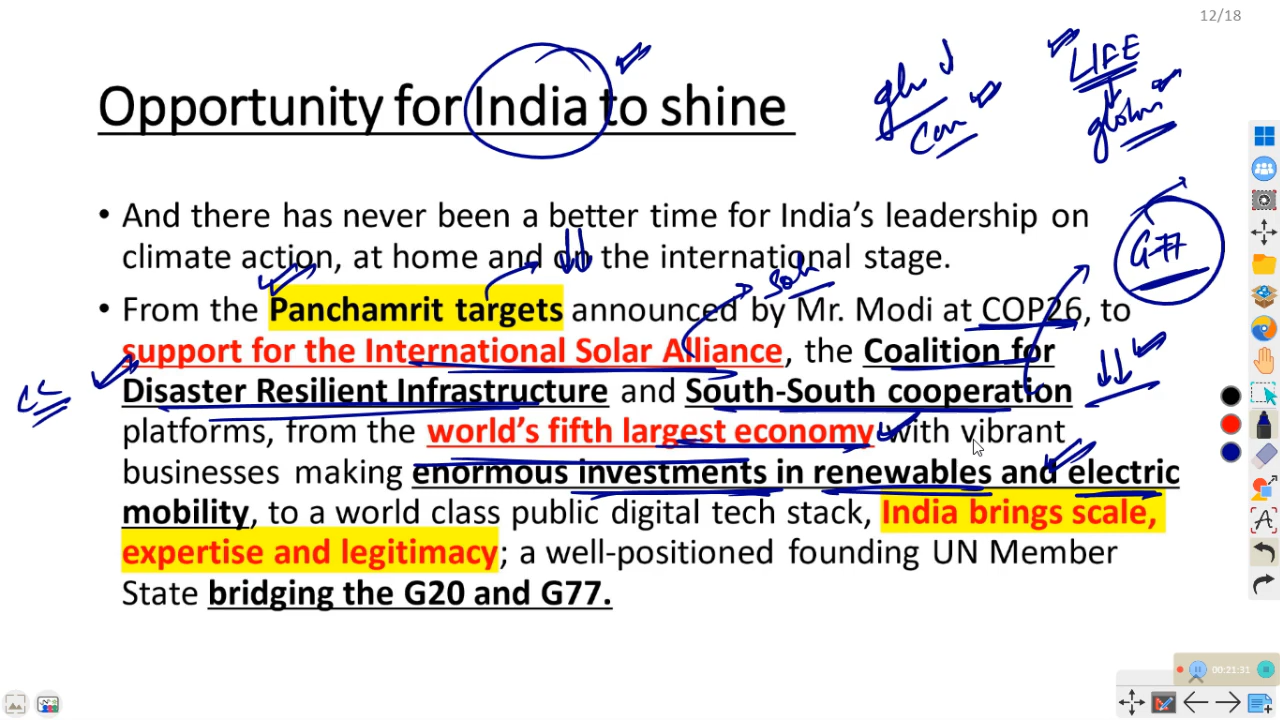 12/18
Opportunity for India to shine
LIFE
G-77
• And there has never been a better time for India's leadership on
climate action, at home and on the international stage.
• From the Panchamrit targets announced by Mr. Modi at COP26, to
support for the International Solar Alliance, the Coalition for
Disaster Resilient Infrastructure and South-South cooperation
platforms, from the world's fifth largest economy with vibrant
businesses making enormous investments in renewables and electric
mobility, to a world class public digital tech stack, India brings scale,
expertise and legitimacy; a well-positioned founding UN Member
State bridging the G20 and G77.
00:21:31